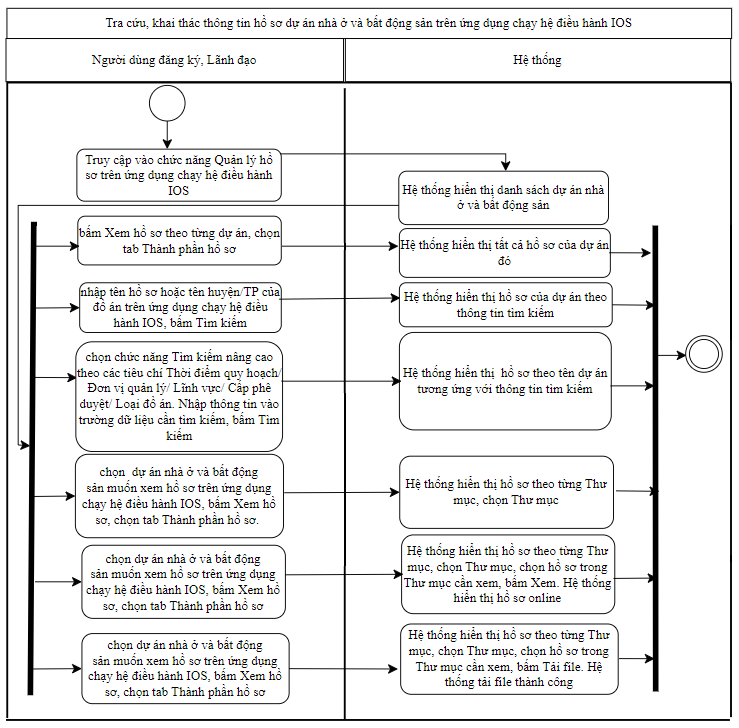 Tra cứu, khai thác thông tin hồ sơ dự án nhà ở và bất động sản trên ứng dụng chạy hệ điều hành IOS
Người dùng đăng ký, Lãnh đạo
Hệ thống
Truy cập vào chức năng Quản lý hồ
sơ trên ứng dụng chạy hệ điều hành
IOS
Hệ thống hiển thị danh sách dự án nhà
ở và bất động sản
bấm Xem hồ sơ theo từng dự án, chọn
tab Thành phần hồ sơ
Hệ thống hiển thị tất cả hồ sơ của dự án
đó
nhập tên hồ sơ hoặc tên huyện/TP của
đồ án trên ứng dụng chạy hệ điều
hành IOS, bấm Tìm kiếm
Hệ thống hiển thị hồ sơ của dự án theo
thông tin tìm kiếm
chọn chức năng Tìm kiếm nâng cao
theo các tiêu chí Thời điểm quy hoạch/
Đơn vị quản lý/ Lĩnh vực/ Cấp phê
duyệt/ Loại đồ án. Nhập thông tin vào
trường dữ liệu cần tìm kiếm, bấm Tìm
kiếm
Hệ thống hiển thị hồ sơ theo tên dự án
tương ứng với thông tin tìm kiếm
chọn dự án nhà ở và bất động
sản muốn xem hồ sơ trên ứng dụng
chạy hệ điều hành IOS, bấm Xem hồ
sơ, chọn tab Thành phần hồ sơ.
Hệ thống hiển thị hồ sơ theo từng Thư
mục, chọn Thư mục
chọn dự án nhà ở và bất động
sản muốn xem hồ sơ trên ứng dụng
chạy hệ điều hành IOS, bấm Xem hồ
sơ, chọn tab Thành phần hồ sơ
Hệ thống hiển thị hồ sơ theo từng Thư
mục, chọn Thư mục, chọn hồ sơ trong
Thư mục cần xem, bấm Xem. Hệ thống
hiển thị hồ sơ online
chọn dự án nhà ở và bất động
sản muốn xem hồ sơ trên ứng dụng
chạy hệ điều hành IOS, bấm Xem hồ
sơ, chọn tab Thành phần hồ sơ
Hệ thống hiển thị hồ sơ theo từng Thư
mục, chọn Thư mục, chọn hồ sơ trong
Thư mục cần xem, bấm Tải file. Hệ
thống tải file thành công